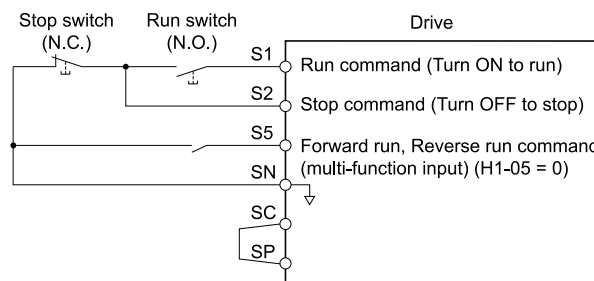 Stop switch
(N.C.)
Run switch
(N.O.)
Drive
S1
Run command (Turn ON to run)
S2
Stop command (Turn OFF to stop)
S5
Forward run, Reverse run command
(multi-function input) (H1-05 = 0)
SN
SC
SP